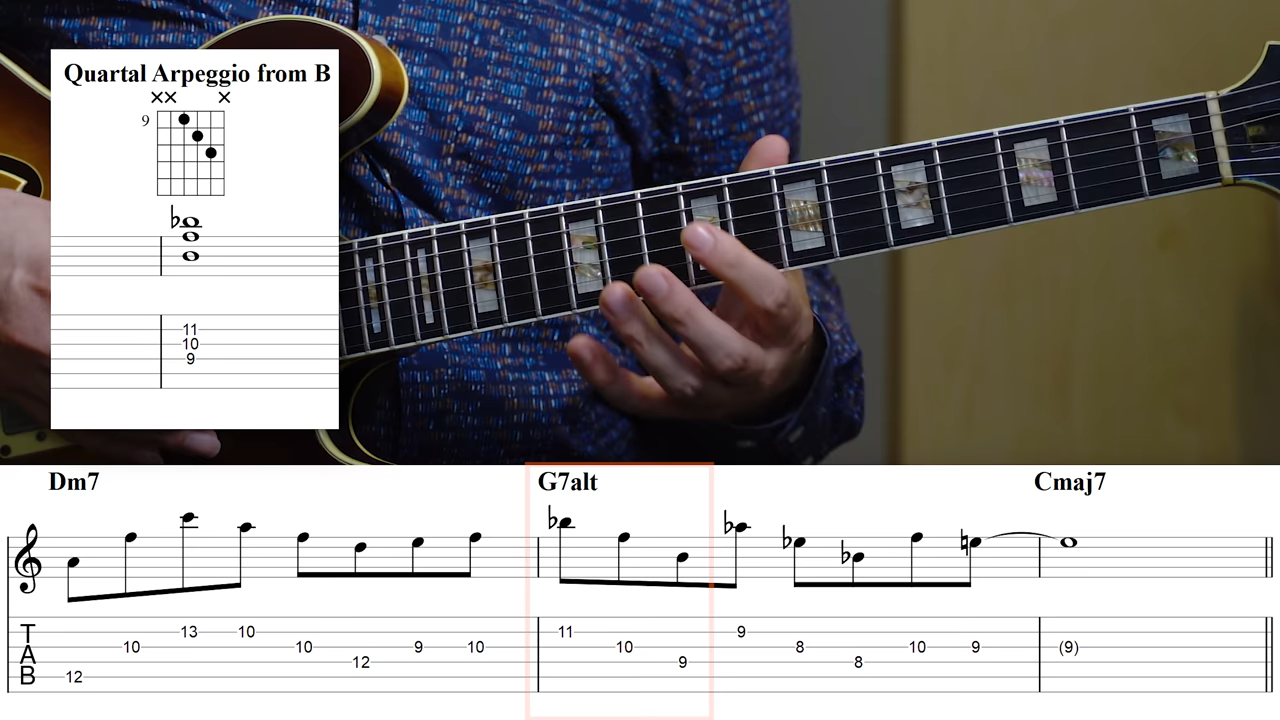 Quartal Arpeggio from B
×× ×
9
11
10
9
Dm7 G7alt Cmaj7
T 13 10 11 9
A 10 10 9 10 10 8 10 9 (9)
12 9 8
B 12